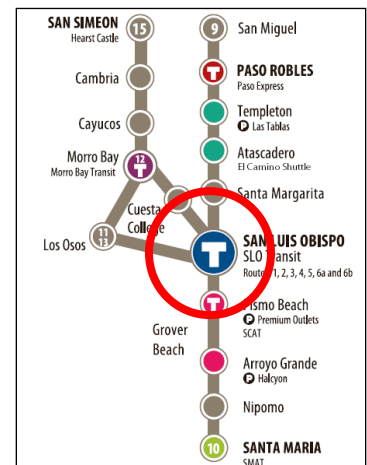 SAN SIMEON
Hearst Castle
15
9
San Miguel
Cambria
T
PASO ROBLES
Paso Express
Cayucos
Templeton
P Las Tablas
Morro Bay
Morro Bay Transit
12
T
Atascadero
El Camino Shuttle
Santa Margarita
Cuesta
College
Los Osos
11
13
T
SAN LUIS OBISPO
SLO Transit
Routes 1, 2, 3, 4, 5, 6a and 6b
T
Pismo Beach
P Premium Outlets
SCAT
Grover
Beach
Arroyo Grande
P Halcyon
Nipomo
10
SANTA MARIA
SMAT